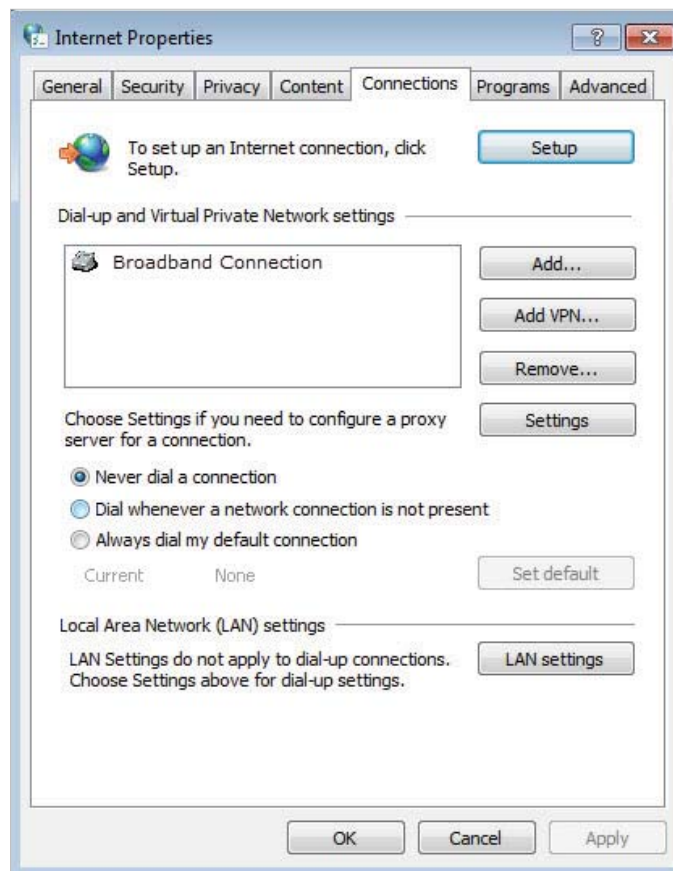 Internet Properties
?
General Security Privacy Content Connections Programs Advanced
To set up an Internet connection, click
Setup.
Setup
Dial-up and Virtual Private Network settings
Broadband Connection
Add...
Add VPN...
Remove...
Choose Settings if you need to configure a proxy
server for a connection.
Settings
Never dial a connection
Dial whenever a network connection is not present
Always dial my default connection
Current None
Set default
Local Area Network (LAN) settings
LAN Settings do not apply to dial-up connections.
Choose Settings above for dial-up settings.
LAN settings
OK Cancel Apply